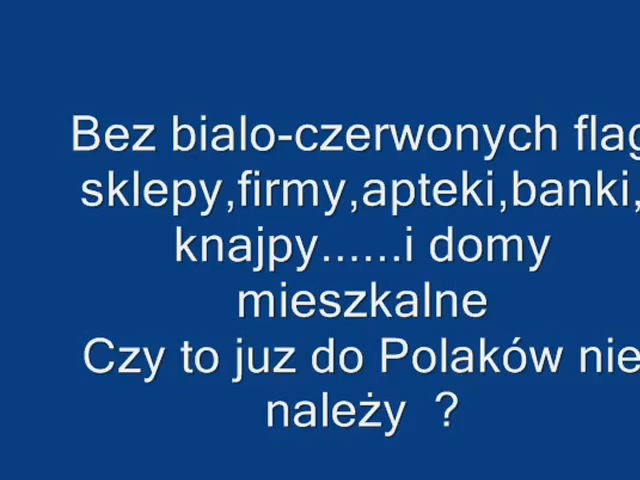 Bez bialo-czerwonych flag
sklepy,firmy,apteki,banki,
knajpy......i domy
mieszkalne
Czy to juz do Polaków nie
należy ?